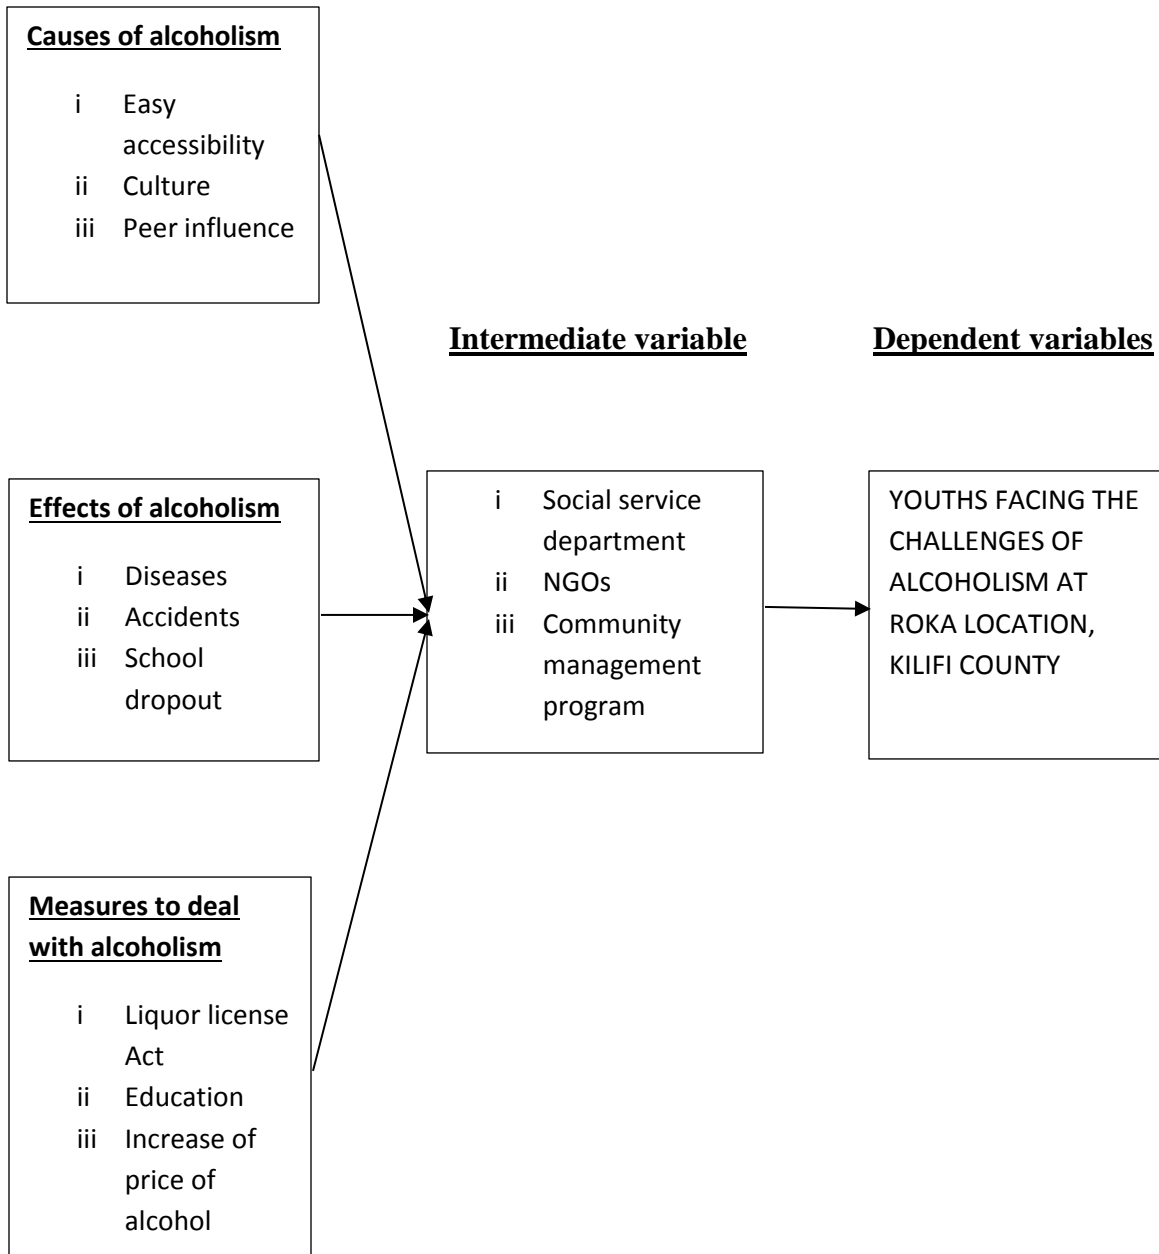 Causes of alcoholism
i Easy
accessibility
ii Culture
iii Peer influence
Intermediate variable
Dependent variables
Effects of alcoholism
i Diseases
ii Accidents
iii School
dropout
i Social service
department
ii NGOs
iii Community
management
program
YOUTHS FACING THE
CHALLENGES OF
ALCOHOLISM AT
ROKA LOCATION,
KILIFI COUNTY
Measures to deal
with alcoholism
i Liquor license
Act
ii Education
iii Increase of
price of
alcohol